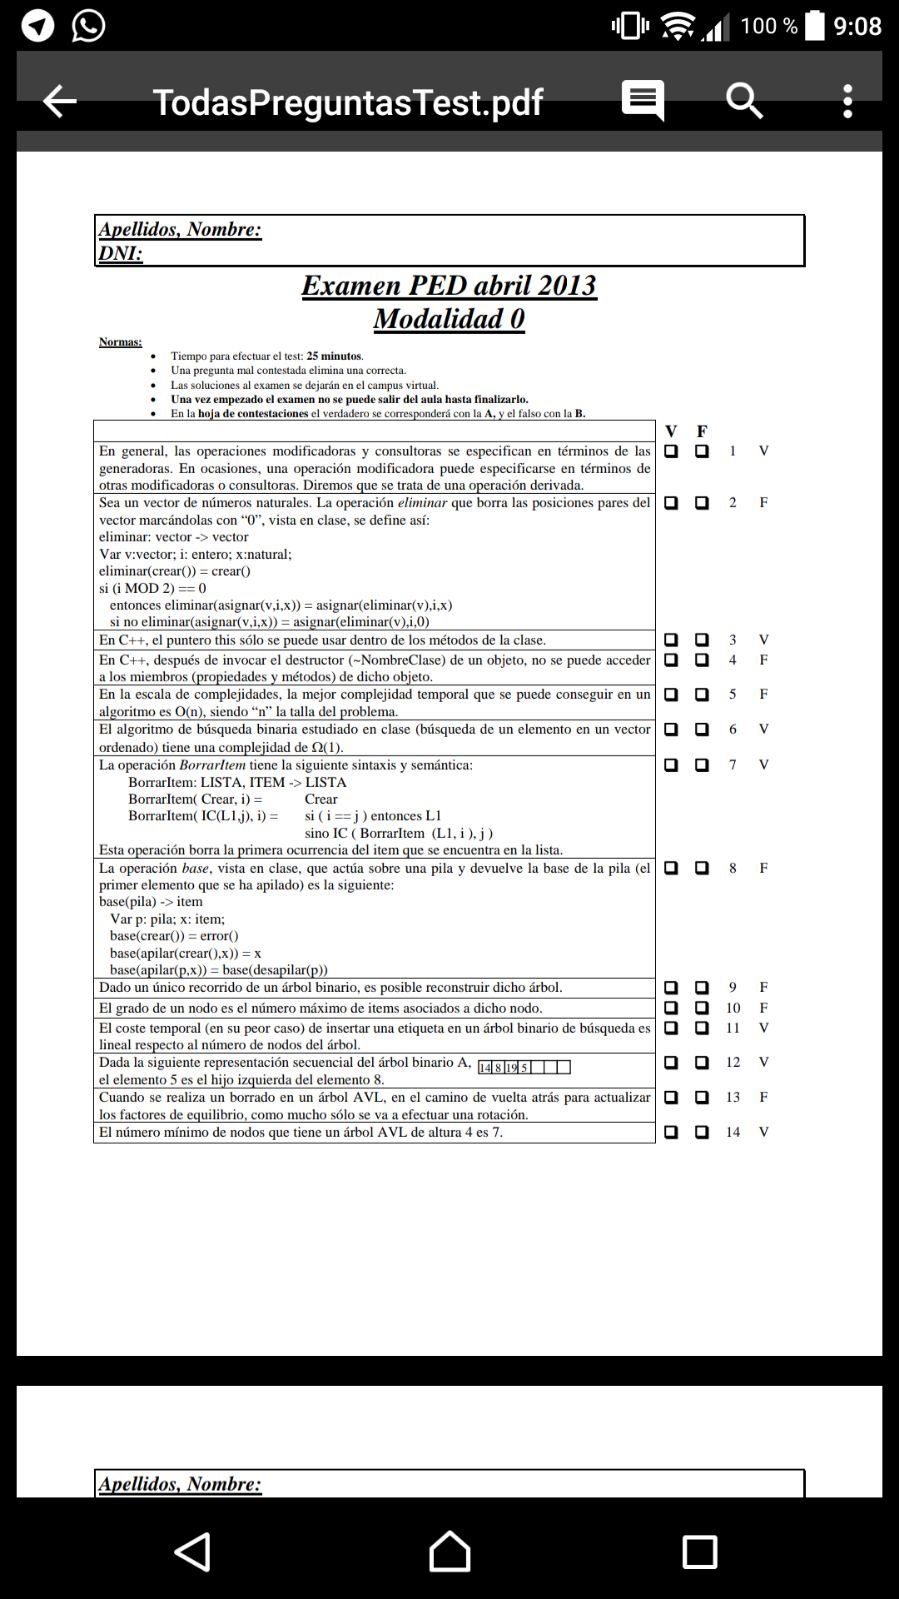 100 % 9:08
TodasPreguntasTest.pdf
Apellidos, Nombre:
DNI:
Examen PED abril 2013
Modalidad 0
Normas:
• Tiempo para efectuar el test: 25 minutos.
• Una pregunta mal contestada elimina una correcta.
• Las soluciones al examen se dejarán en el campus virtual.
• Una vez empezado el examen no se puede salir del aula hasta finalizarlo.
• En la hoja de contestaciones el verdadero se corresponderá con la A, y el falso con la B.
V F
En general, las operaciones modificadoras y consultoras se especifican en términos de las 1 V
generadoras. En ocasiones, una operación modificadora puede especificarse en términos de
otras modificadoras o consultoras. Diremos que se trata de una operación derivada.
Sea un vector de números naturales. La operación eliminar que borra las posiciones pares del 2 F
vector marcándolas con “0”, vista en clase, se define así:
eliminar: vector -> vector
Var v:vector; i: entero; x:natural;
eliminar(crear()) = crear()
si (i MOD 2) == 0
entonces eliminar(asignar(v,i,x)) = asignar(eliminar(v),i,x)
si no eliminar(asignar(v,i,x)) = asignar(eliminar(v),i,0)
En C++, el puntero this sólo se puede usar dentro de los métodos de la clase. 3 V
En C++, después de invocar el destructor (~NombreClase) de un objeto, no se puede acceder 4 F
a los miembros (propiedades y métodos) de dicho objeto.
En la escala de complejidades, la mejor complejidad temporal que se puede conseguir en un 5 F
algoritmo es O(n), siendo “n” la talla del problema.
El algoritmo de búsqueda binaria estudiado en clase (búsqueda de un elemento en un vector 6 V
ordenado) tiene una complejidad de Ω(1).
La operación BorrarItem tiene la siguiente sintaxis y semántica: 7 V
BorrarItem: LISTA, ITEM -> LISTA
BorrarItem( Crear, i) = Crear
BorrarItem( IC(L1,j), i) = si ( i == j ) entonces L1
sino IC ( BorrarItem (L1, i ), j )
Esta operación borra la primera ocurrencia del item que se encuentra en la lista.
La operación base, vista en clase, que actúa sobre una pila y devuelve la base de la pila (el 8 F
primer elemento que se ha apilado) es la siguiente:
base(pila) -> item
Var p: pila; x: item;
base(crear()) = error()
base(apilar(crear(),x)) = x
base(apilar(p,x)) = base(desapilar(p))
Dado un único recorrido de un árbol binario, es posible reconstruir dicho árbol. 9 F
El grado de un nodo es el número máximo de items asociados a dicho nodo. 10 F
El coste temporal (en su peor caso) de insertar una etiqueta en un árbol binario de búsqueda es 11 V
lineal respecto al número de nodos del árbol.
Dada la siguiente representación secuencial del árbol binario A, 14 8 19 5 12 V
el elemento 5 es el hijo izquierda del elemento 8.
Cuando se realiza un borrado en un árbol AVL, en el camino de vuelta atrás para actualizar 13 F
los factores de equilibrio, como mucho sólo se va a efectuar una rotación.
El número mínimo de nodos que tiene un árbol AVL de altura 4 es 7. 14 V
Apellidos, Nombre: